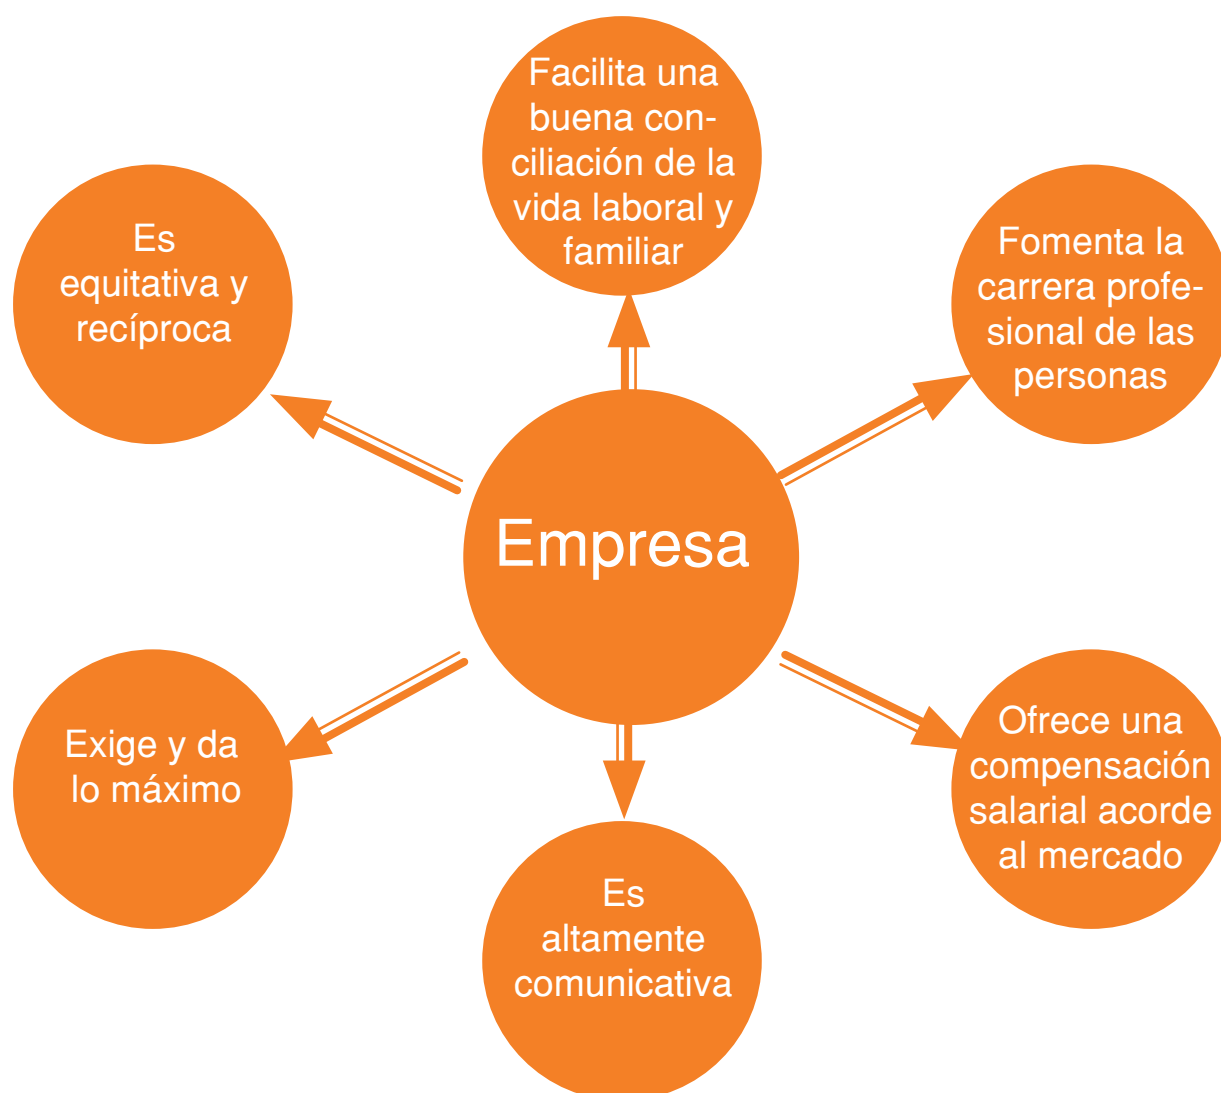 Facilita una
buena con-
ciliación de la
vida laboral y
familiar
Es
equitativa y
recíproca
Fomenta la
carrera profe-
sional de las
personas
Empresa
Exige y da
lo máximo
Ofrece una
compensación
salarial acorde
al mercado
Es
altamente
comunicativa